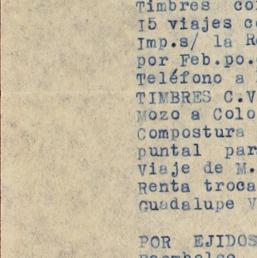 Timbres co
15 viajes c
Imp.s/ la R
por Feb.po.
Teléfono a
TIMBRES C.V
Mozo a Colo
Compostura
puntal par
Viaje de M.
Renta troca
Guadalupe V
POR EJIDOS